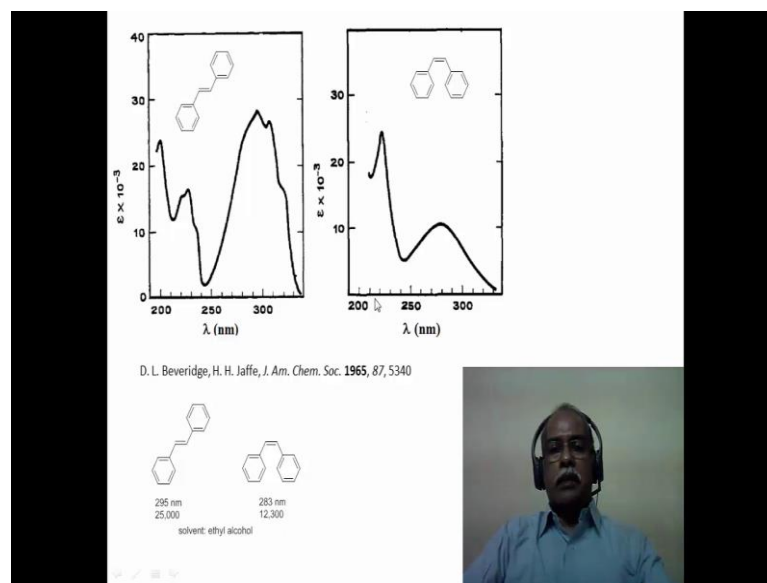 40
30
20
10
0
ε × 10⁻³
200 250 300
λ (nm)
30
20
10
ε × 10⁻³
200 250 300
λ (nm)
D. L. Beveridge, H. H. Jaffe, J. Am. Chem. Soc. 1965, 87, 5340
295 nm 283 nm
25,000 12,300
solvent: ethyl alcohol